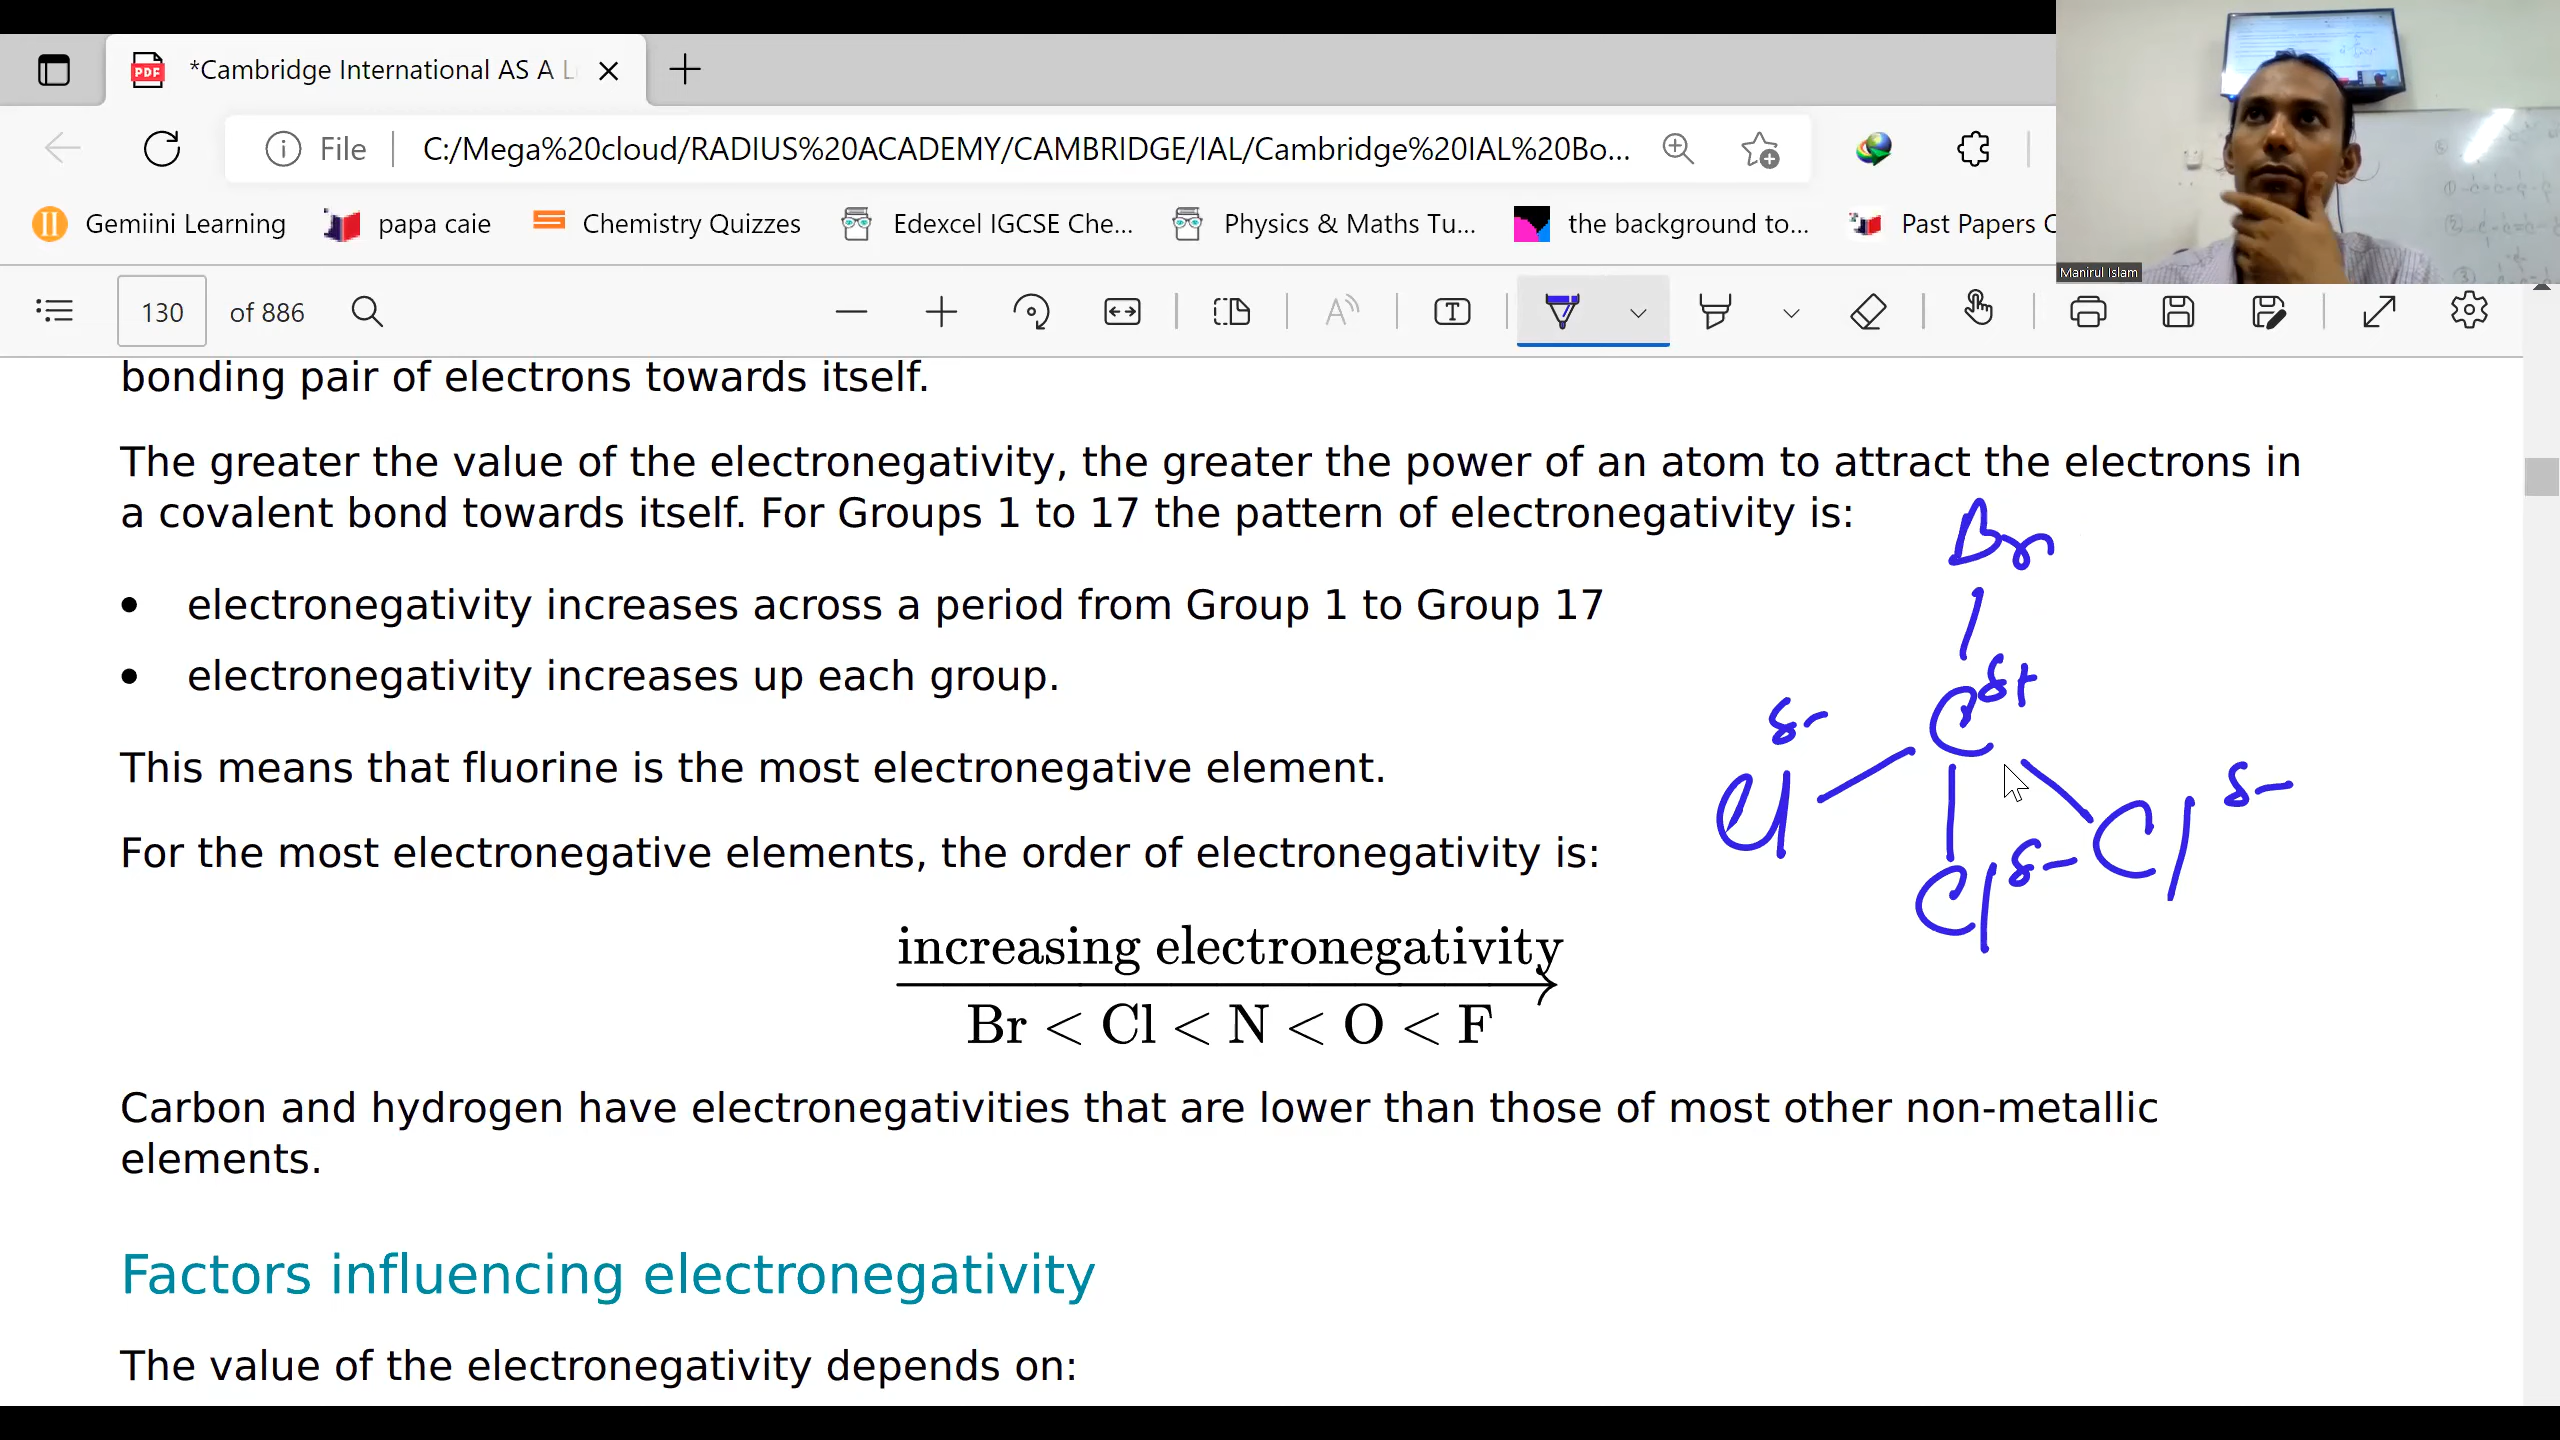 *Cambridge International AS A L
File
C:/Mega%20cloud/RADIUS%20ACADEMY/CAMBRIDGE/IAL/Cambridge%20IAL%20Bo...
Gemiini Learning
papa caie
Chemistry Quizzes
Edexcel IGCSE Che...
Physics & Maths Tu...
the background to...
Past Papers C
Manirul Islam
130 of 886
bonding pair of electrons towards itself.
The greater the value of the electronegativity, the greater the power of an atom to attract the electrons in
a covalent bond towards itself. For Groups 1 to 17 the pattern of electronegativity is:
• electronegativity increases across a period from Group 1 to Group 17
• electronegativity increases up each group.
This means that fluorine is the most electronegative element.
For the most electronegative elements, the order of electronegativity is:
increasing electronegativity
Br < Cl < N < O < F
Carbon and hydrogen have electronegativities that are lower than those of most other non-metallic
elements.
Factors influencing electronegativity
The value of the electronegativity depends on:
Br
C δ+
δ-
Cl
Cl δ-
Cl δ-